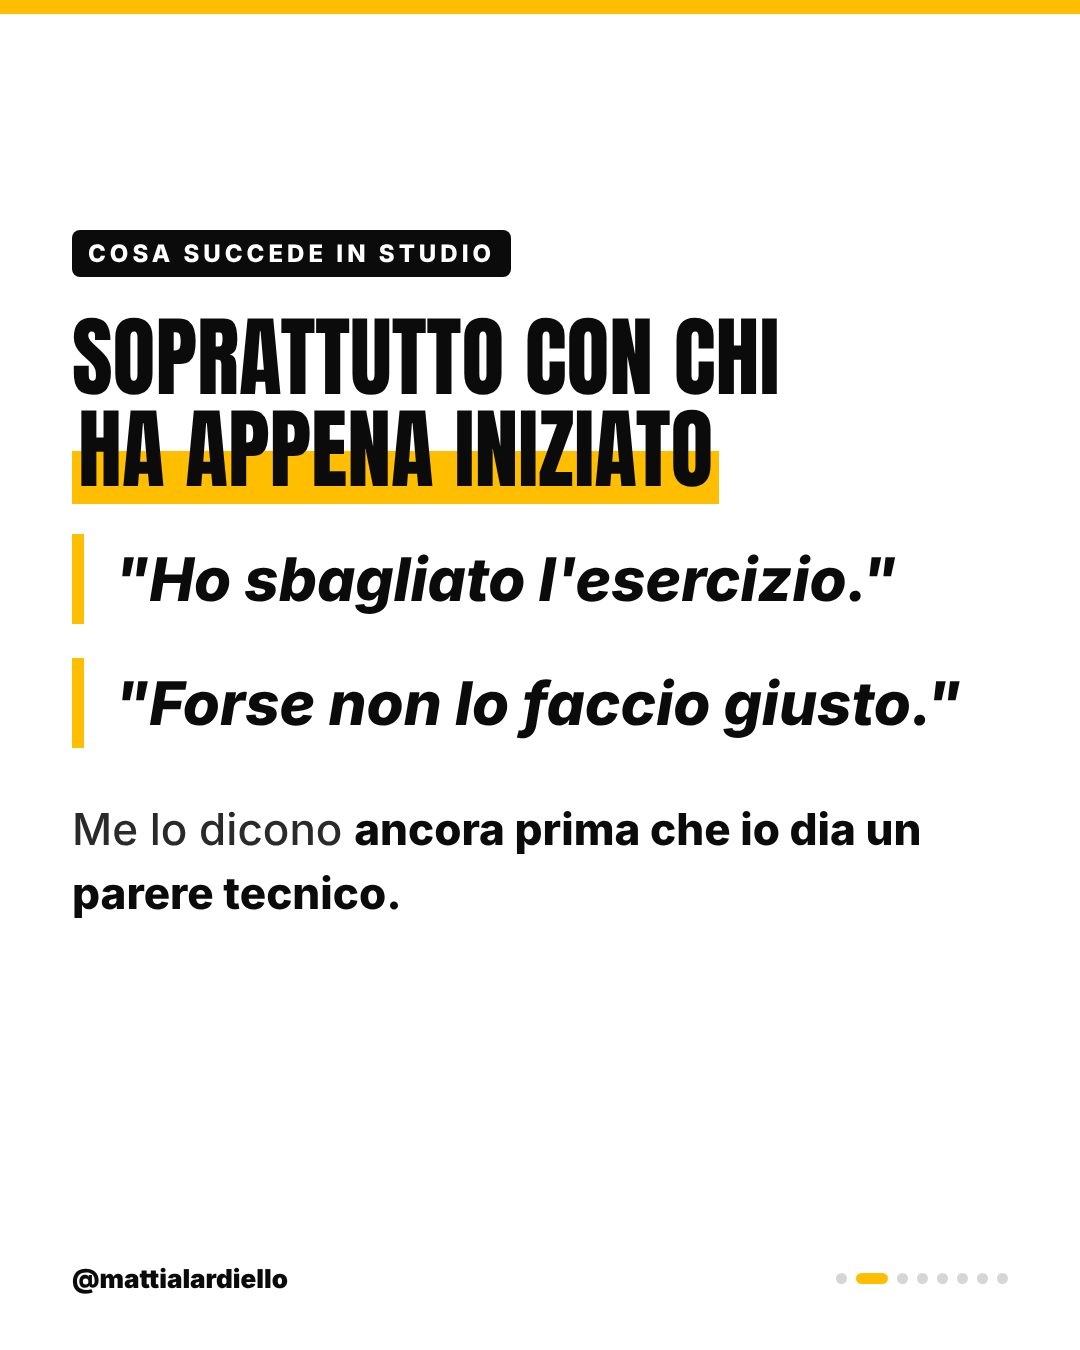 COSA SUCCEDE IN STUDIO
SOPRATTUTTO CON CHI
HA APPENA INIZIATO
"Ho sbagliato l'esercizio."
"Forse non lo faccio giusto."
Me lo dicono ancora prima che io dia un
parere tecnico.
@mattialardiello